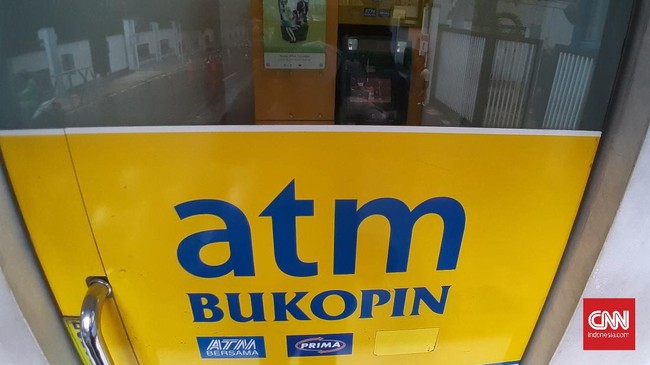 atm
BUKOPIN
ATM
BERSAMA
PRIMA
CNN
Indonesia.com